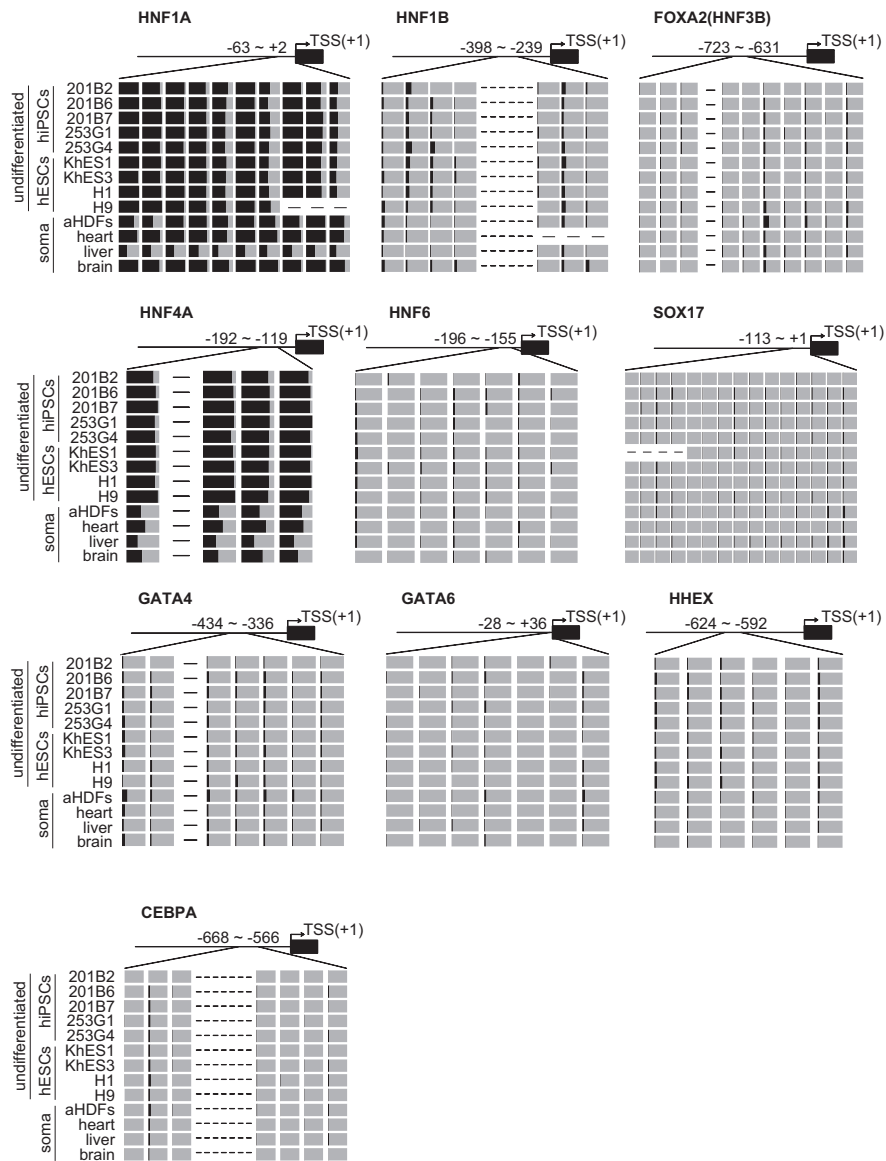 HNF1A
-63 ~ +2
TSS(+1)
undifferentiated
hiPSCs
hESCs
soma
201B2
201B6
201B7
253G1
253G4
KhES1
KhES3
H1
H9
aHDFs
heart
liver
brain
HNF1B
-398 ~ -239
TSS(+1)
FOXA2(HNF3B)
-723 ~ -631
TSS(+1)
HNF4A
-192 ~ -119
TSS(+1)
undifferentiated
hiPSCs
hESCs
soma
201B2
201B6
201B7
253G1
253G4
KhES1
KhES3
H1
H9
aHDFs
heart
liver
brain
HNF6
-196 ~ -155
TSS(+1)
SOX17
-113 ~ +1
TSS(+1)
GATA4
-434 ~ -336
TSS(+1)
undifferentiated
hiPSCs
hESCs
soma
201B2
201B6
201B7
253G1
253G4
KhES1
KhES3
H1
H9
aHDFs
heart
liver
brain
GATA6
-28 ~ +36
TSS(+1)
HHEX
-624 ~ -592
TSS(+1)
CEBPA
-668 ~ -566
TSS(+1)
undifferentiated
hiPSCs
hESCs
soma
201B2
201B6
201B7
253G1
253G4
KhES1
KhES3
H1
H9
aHDFs
heart
liver
brain